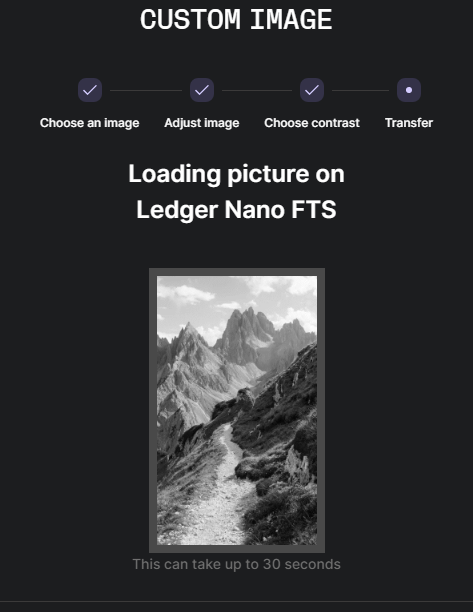 CUSTOM IMAGE
Choose an image
Adjust image
Choose contrast
Transfer
Loading picture on
Ledger Nano FTS
This can take up to 30 seconds